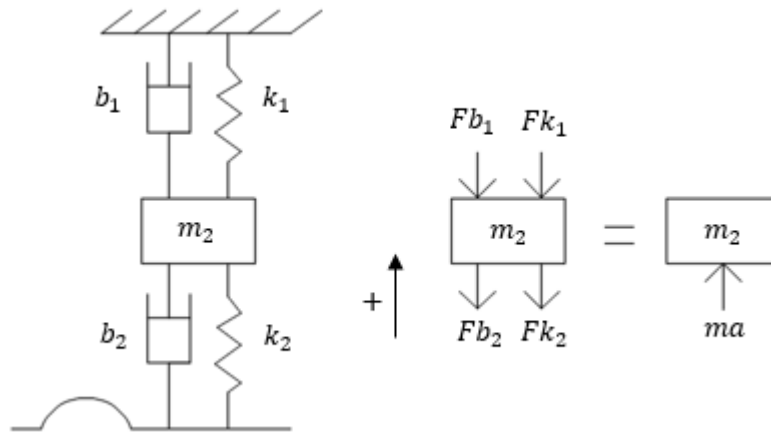 b₁
k₁
m₂
b₂
k₂
+
Fb₁ Fk₁
m₂
Fb₂ Fk₂
=
m₂
ma